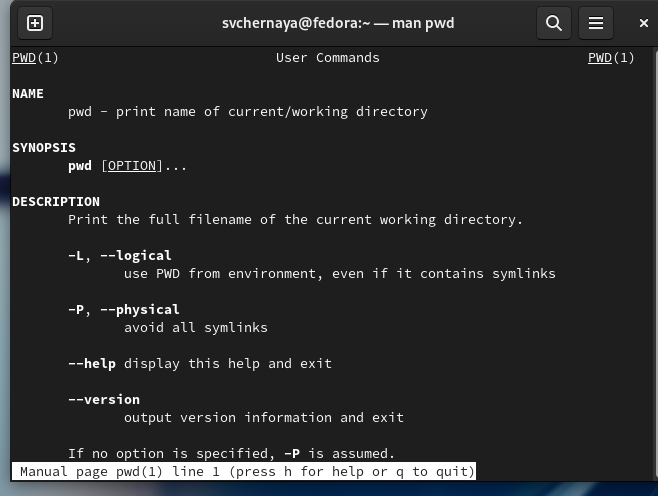 svchernaya@fedora:~ — man pwd
PWD(1) User Commands PWD(1)
NAME
pwd - print name of current/working directory
SYNOPSIS
pwd [OPTION]...
DESCRIPTION
Print the full filename of the current working directory.
-L, --logical
use PWD from environment, even if it contains symlinks
-P, --physical
avoid all symlinks
--help display this help and exit
--version
output version information and exit
If no option is specified, -P is assumed.
Manual page pwd(1) line 1 (press h for help or q to quit)